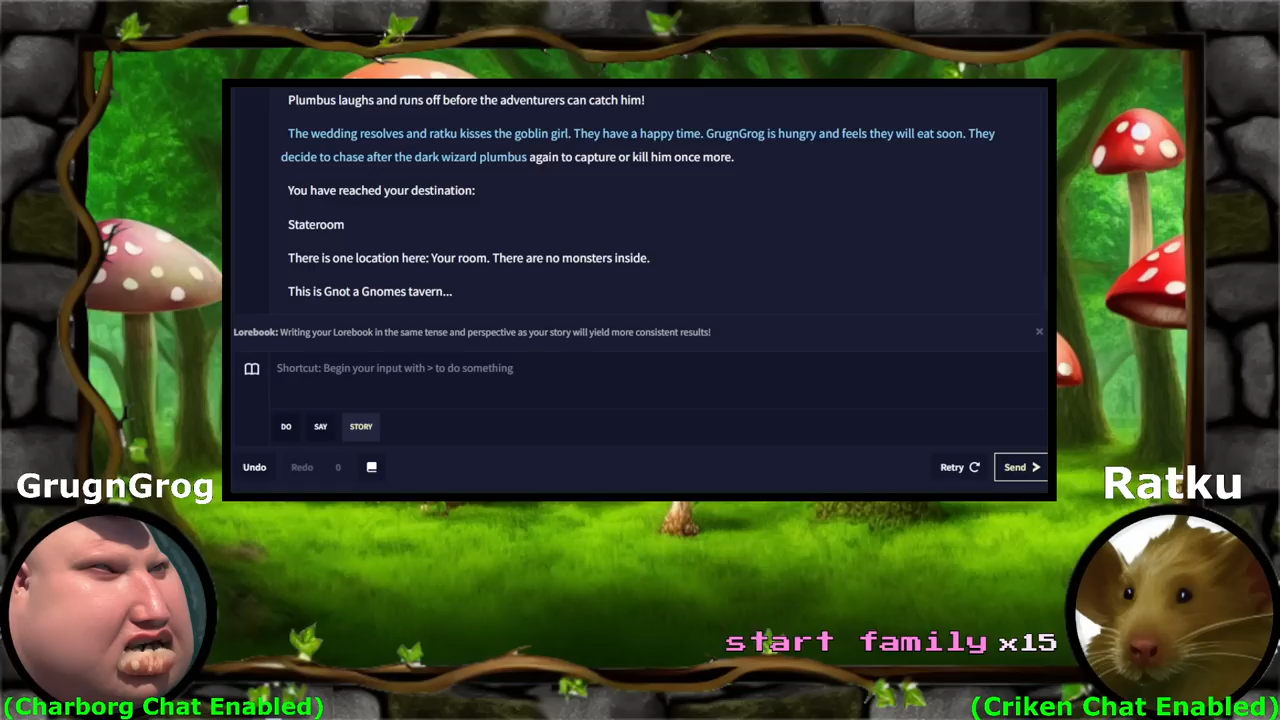 Plumbus laughs and runs off before the adventurers can catch him!
The wedding resolves and ratku kisses the goblin girl. They have a happy time. GrugnGrog is hungry and feels they will eat soon. They
decide to chase after the dark wizard plumbus again to capture or kill him once more.
You have reached your destination:
Stateroom
There is one location here: Your room. There are no monsters inside.
This is Gnot a Gnomes tavern...
Lorebook: Writing your Lorebook in the same tense and perspective as your story will yield more consistent results!
Shortcut: Begin your input with > to do something
DO SAY STORY
Undo Redo 0 Retry Send
GrugnGrog
Ratku
start family x15
(Charborg Chat Enabled)
(Criken Chat Enabled)